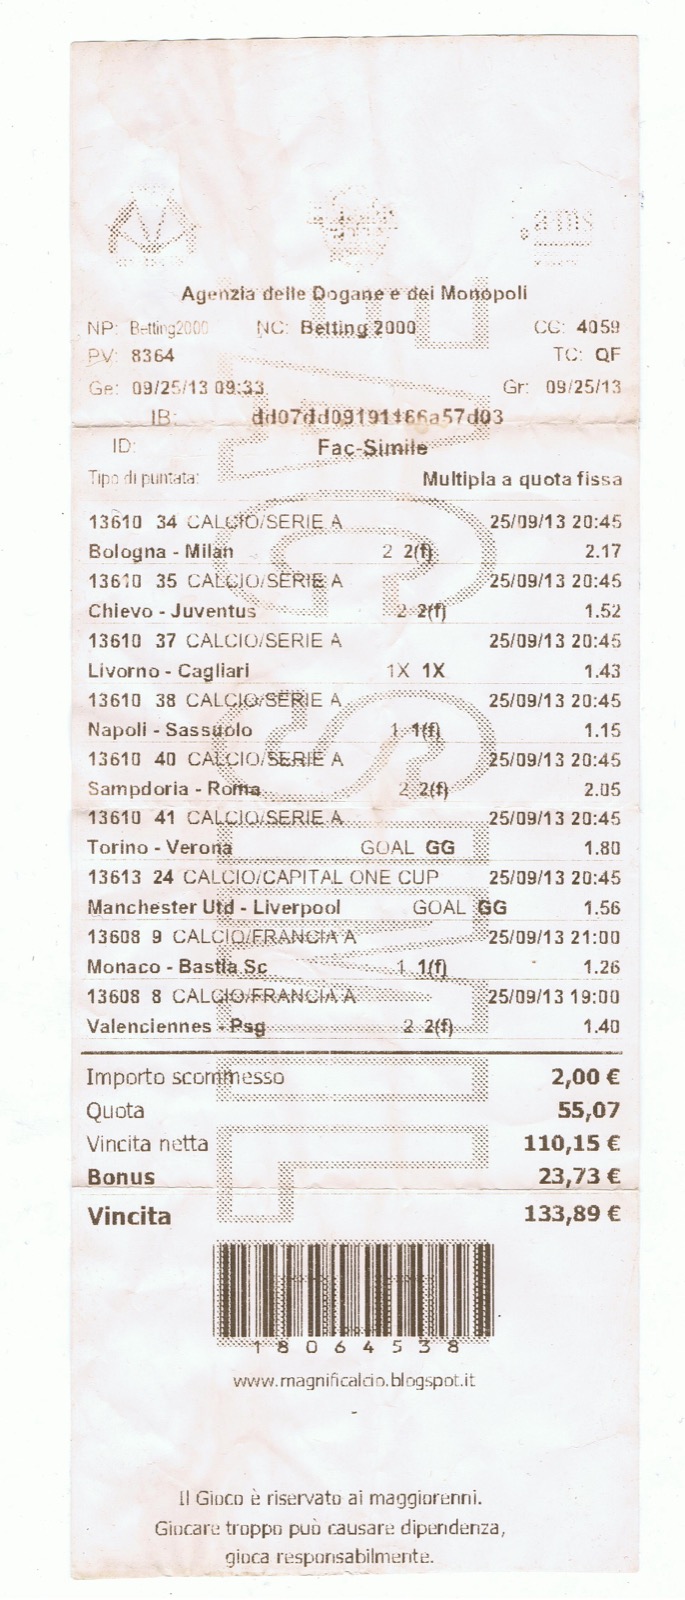 .ams
Agenzia delle Dogane e dei Monopoli
NP: Betting2000 NC: Betting 2000 CC: 4059
PV: 8364 TC: QF
Ge: 09/25/13 09:33 Gr: 09/25/13
IB: dd07dd09191166a57d03
ID: Fac-Simile
Tipo di puntata: Multipla a quota fissa
13610 34 CALCIO/SERIE A 25/09/13 20:45
Bologna - Milan 2 2(f) 2.17
13610 35 CALCIO/SERIE A 25/09/13 20:45
Chievo - Juventus 2 2(f) 1.52
13610 37 CALCIO/SERIE A 25/09/13 20:45
Livorno - Cagliari 1X 1X 1.43
13610 38 CALCIO/SERIE A 25/09/13 20:45
Napoli - Sassuolo 1 1(f) 1.15
13610 40 CALCIO/SERIE A 25/09/13 20:45
Sampdoria - Roma 2 2(f) 2.05
13610 41 CALCIO/SERIE A 25/09/13 20:45
Torino - Verona GOAL GG 1.80
13613 24 CALCIO/CAPITAL ONE CUP 25/09/13 20:45
Manchester Utd - Liverpool GOAL GG 1.56
13608 9 CALCIO/FRANCIA A 25/09/13 21:00
Monaco - Bastia Sc 1 1(f) 1.26
13608 8 CALCIO/FRANCIA A 25/09/13 19:00
Valenciennes - Psg 2 2(f) 1.40
Importo scommesso 2,00 €
Quota 55,07
Vincita netta 110,15 €
Bonus 23,73 €
Vincita 133,89 €
18064538
www.magnificalcio.blogspot.it
Il Gioco è riservato ai maggiorenni.
Giocare troppo può causare dipendenza,
gioca responsabilmente.
FAC-SIMILE